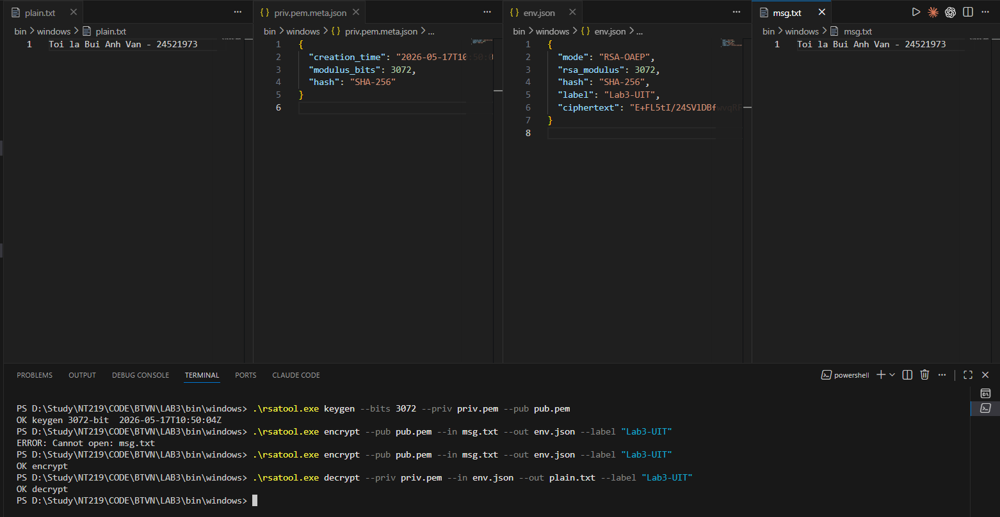 plain.txt
priv.pem.meta.json
env.json
msg.txt
bin > windows > plain.txt
bin > windows > {} priv.pem.meta.json > ...
bin > windows > {} env.json > ...
bin > windows > msg.txt
1 Toi la Bui Anh Van - 24521973
1 {
2 "creation_time": "2026-05-17T10:50:0
3 "modulus_bits": 3072,
4 "hash": "SHA-256"
5 }
6
1 {
2 "mode": "RSA-OAEP",
3 "rsa_modulus": 3072,
4 "hash": "SHA-256",
5 "label": "Lab3-UIT",
6 "ciphertext": "E+FL5tI/24SVlDBf
7 }
8
1 Toi la Bui Anh Van - 24521973
PROBLEMS OUTPUT DEBUG CONSOLE TERMINAL PORTS CLAUDE CODE
powershell
PS D:\Study\NT219\CODE\BTVN\LAB3\bin\windows> .\rsatool.exe keygen --bits 3072 --priv priv.pem --pub pub.pem
OK keygen 3072-bit  2026-05-17T10:50:04Z
PS D:\Study\NT219\CODE\BTVN\LAB3\bin\windows> .\rsatool.exe encrypt --pub pub.pem --in msg.txt --out env.json --label "Lab3-UIT"
ERROR: Cannot open: msg.txt
PS D:\Study\NT219\CODE\BTVN\LAB3\bin\windows> .\rsatool.exe encrypt --pub pub.pem --in msg.txt --out env.json --label "Lab3-UIT"
OK encrypt
PS D:\Study\NT219\CODE\BTVN\LAB3\bin\windows> .\rsatool.exe decrypt --priv priv.pem --in env.json --out plain.txt --label "Lab3-UIT"
OK decrypt
PS D:\Study\NT219\CODE\BTVN\LAB3\bin\windows>